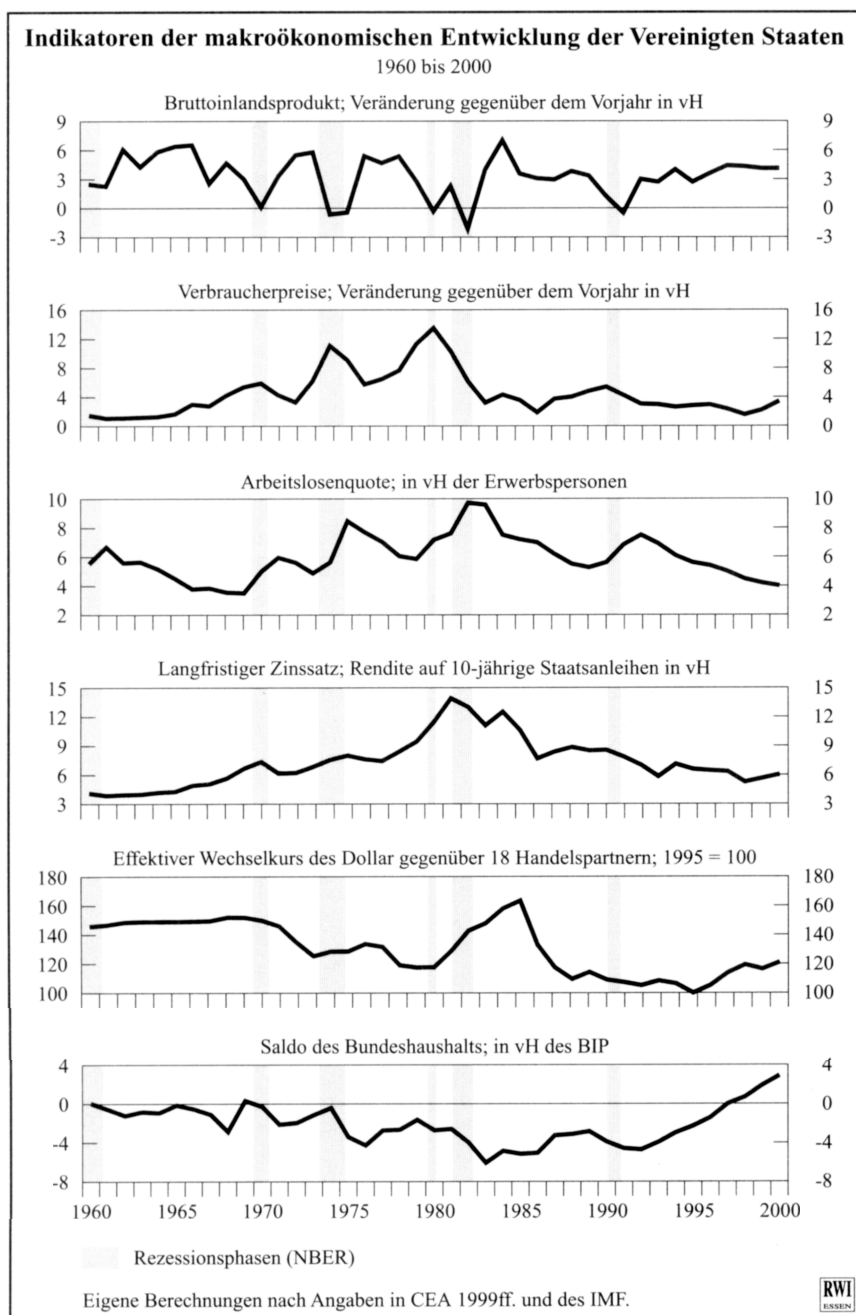 Indikatoren der makroökonomischen Entwicklung der Vereinigten Staaten
1960 bis 2000
Bruttoinlandsprodukt; Veränderung gegenüber dem Vorjahr in vH
9 9
6 6
3 3
0 0
-3 -3
Verbraucherpreise; Veränderung gegenüber dem Vorjahr in vH
16 16
12 12
8 8
4 4
0 0
Arbeitslosenquote; in vH der Erwerbspersonen
10 10
8 8
6 6
4 4
2 2
Langfristiger Zinssatz; Rendite auf 10-jährige Staatsanleihen in vH
15 15
12 12
9 9
6 6
3 3
Effektiver Wechselkurs des Dollar gegenüber 18 Handelspartnern; 1995 = 100
180 180
160 160
140 140
120 120
100 100
Saldo des Bundeshaushalts; in vH des BIP
4 4
0 0
-4 -4
-8 -8
1960 1965 1970 1975 1980 1985 1990 1995 2000
Rezessionsphasen (NBER)
Eigene Berechnungen nach Angaben in CEA 1999ff. und des IMF.
RWI
ESSEN